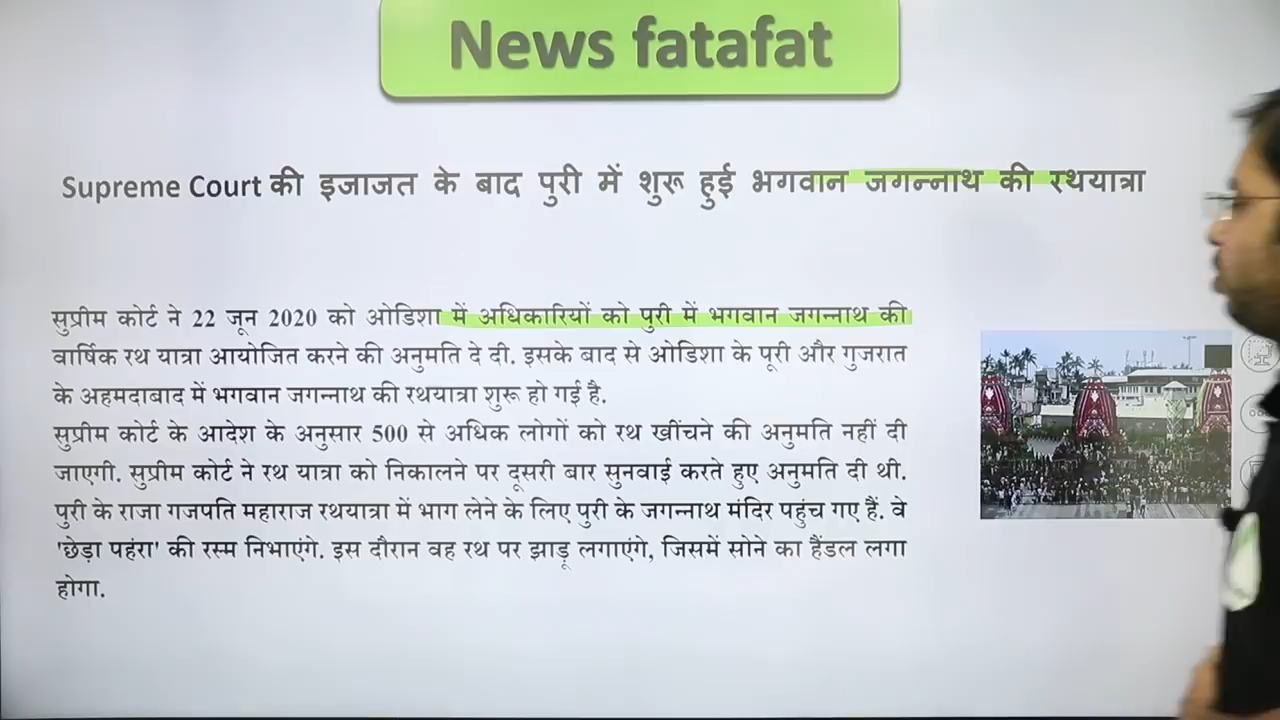 News fatafat
Supreme Court की इजाजत के बाद पुरी में शुरू हुई भगवान जगन्नाथ की रथयात्रा
सुप्रीम कोर्ट ने 22 जून 2020 को ओडिशा में अधिकारियों को पुरी में भगवान जगन्नाथ की
वार्षिक रथ यात्रा आयोजित करने की अनुमति दे दी. इसके बाद से ओडिशा के पूरी और गुजरात
के अहमदाबाद में भगवान जगन्नाथ की रथयात्रा शुरू हो गई है.
सुप्रीम कोर्ट के आदेश के अनुसार 500 से अधिक लोगों को रथ खींचने की अनुमति नहीं दी
जाएगी. सुप्रीम कोर्ट ने रथ यात्रा को निकालने पर दूसरी बार सुनवाई करते हुए अनुमति दी थी.
पुरी के राजा गजपति महाराज रथयात्रा में भाग लेने के लिए पुरी के जगन्नाथ मंदिर पहुंच गए हैं. वे
'छेड़ा पहंरा' की रस्म निभाएंगे. इस दौरान वह रथ पर झाड़ू लगाएंगे, जिसमें सोने का हैंडल लगा
होगा.